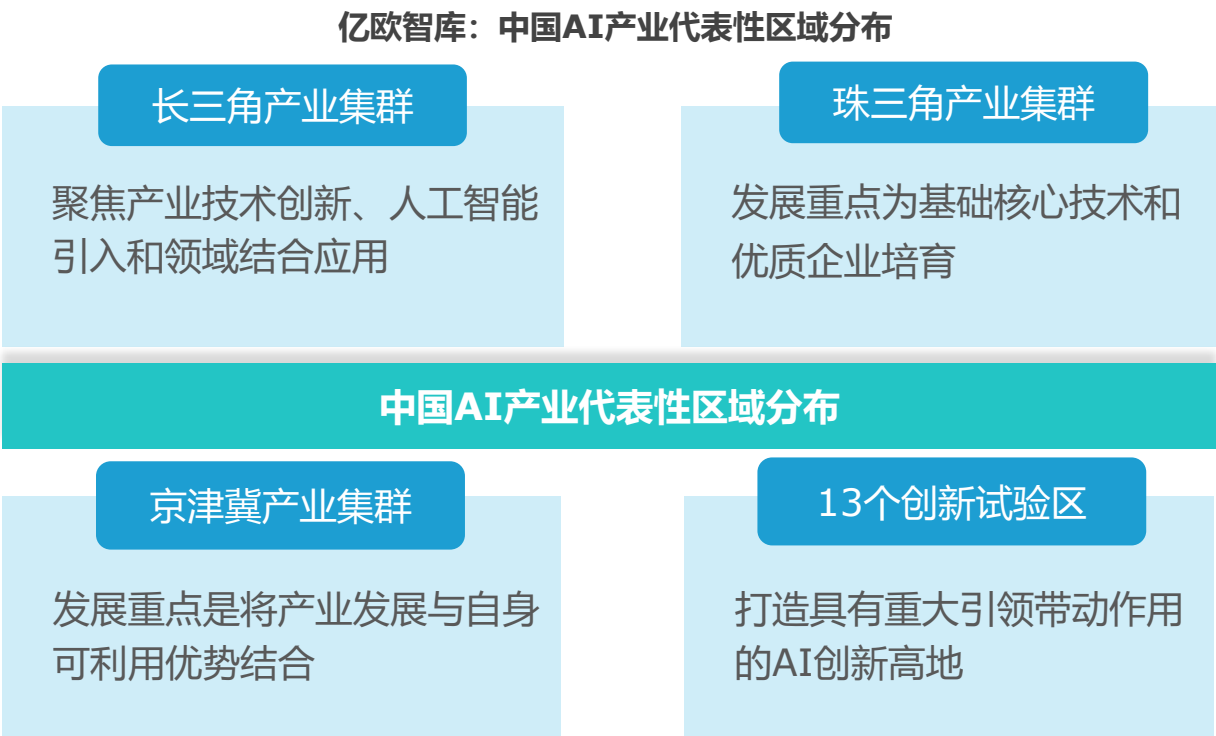 亿欧智库：中国AI产业代表性区域分布
长三角产业集群
聚焦产业技术创新、人工智能
引入和领域结合应用
珠三角产业集群
发展重点为基础核心技术和
优质企业培育
中国AI产业代表性区域分布
京津冀产业集群
发展重点是将产业发展与自身
可利用优势结合
13个创新试验区
打造具有重大引领带动作用
的AI创新高地